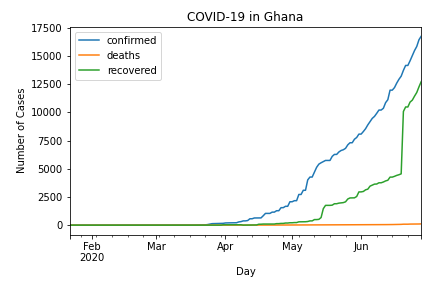 COVID-19 in Ghana
17500
15000
12500
10000
7500
5000
2500
0
Number of Cases
confirmed
deaths
recovered
Feb
2020
Mar
Apr
May
Jun
Day